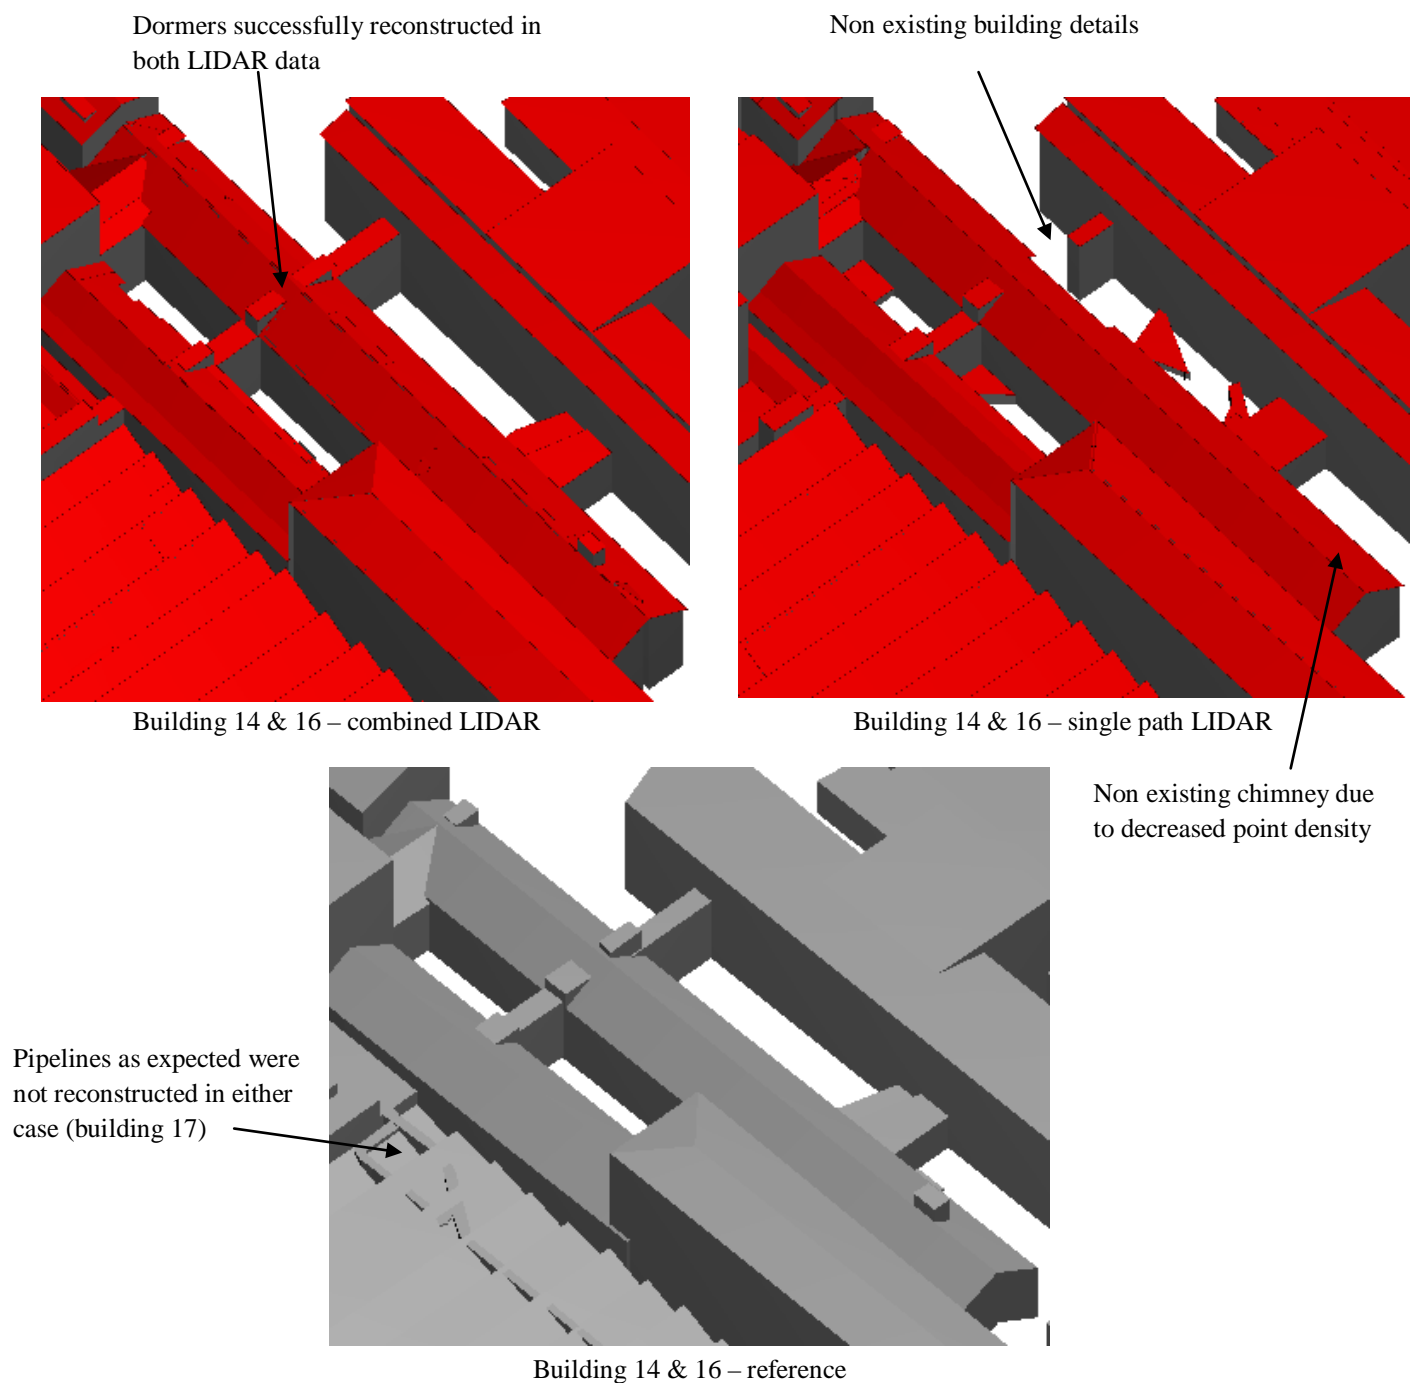 Dormers successfully reconstructed in
both LIDAR data
Non existing building details
Building 14 & 16 – combined LIDAR
Building 14 & 16 – single path LIDAR
Non existing chimney due
to decreased point density
Pipelines as expected were
not reconstructed in either
case (building 17)
Building 14 & 16 – reference